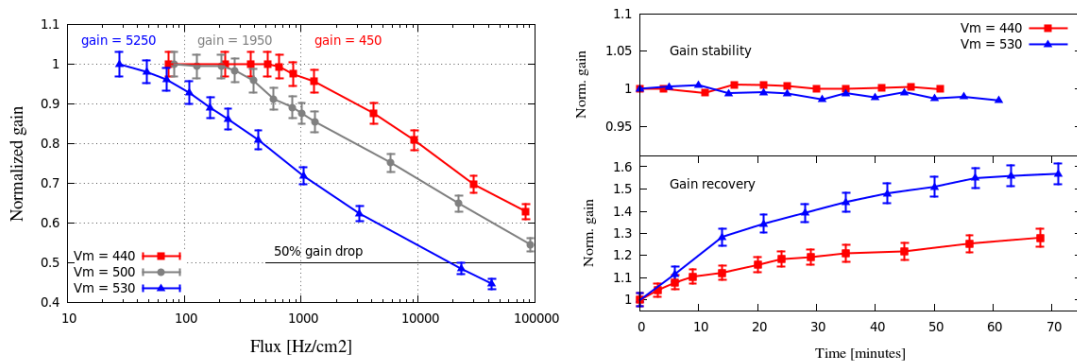 gain = 5250 gain = 1950 gain = 450
Normalized gain
1.1
1
0.9
0.8
0.7
0.6
0.5
0.4
50% gain drop
Vm = 440
Vm = 500
Vm = 530
10 100 1000 10000 100000
Flux [Hz/cm2]
Norm. gain
1.1
1.05
1
0.95
Gain stability
Vm = 440
Vm = 530
Norm. gain
1.6
1.5
1.4
1.3
1.2
1.1
1
Gain recovery
0 10 20 30 40 50 60 70
Time [minutes]